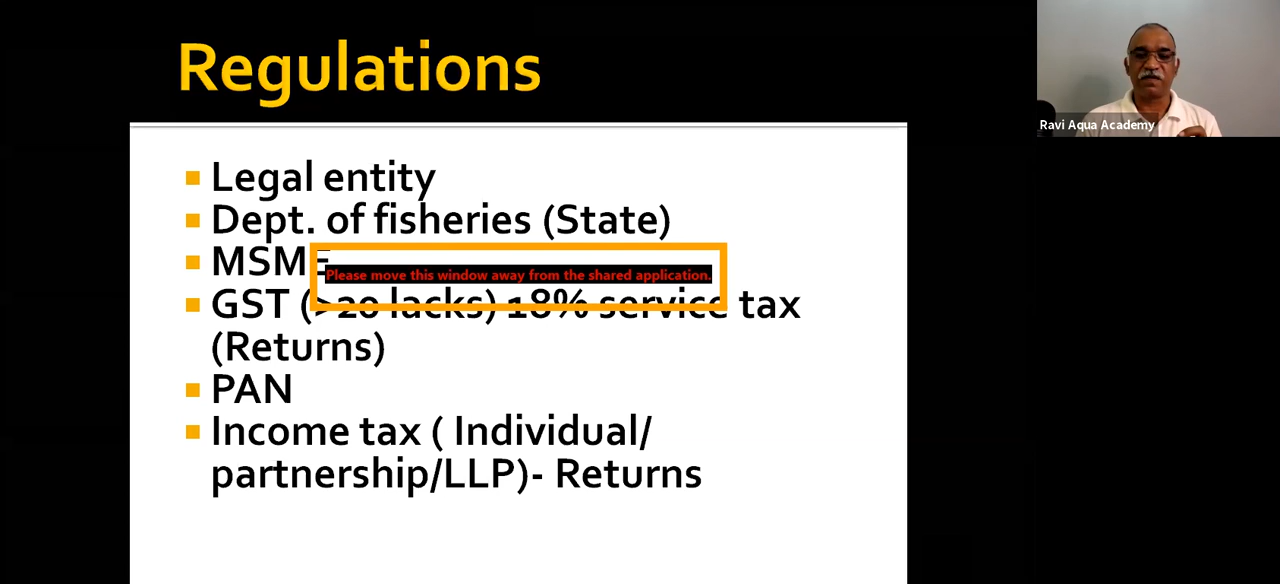 Regulations
Ravi Aqua Academy
Legal entity
Dept. of fisheries (State)
MSME
Please move this window away from the shared application.
GST (>20 lacks) 18% service tax
(Returns)
PAN
Income tax ( Individual/
partnership/LLP)- Returns